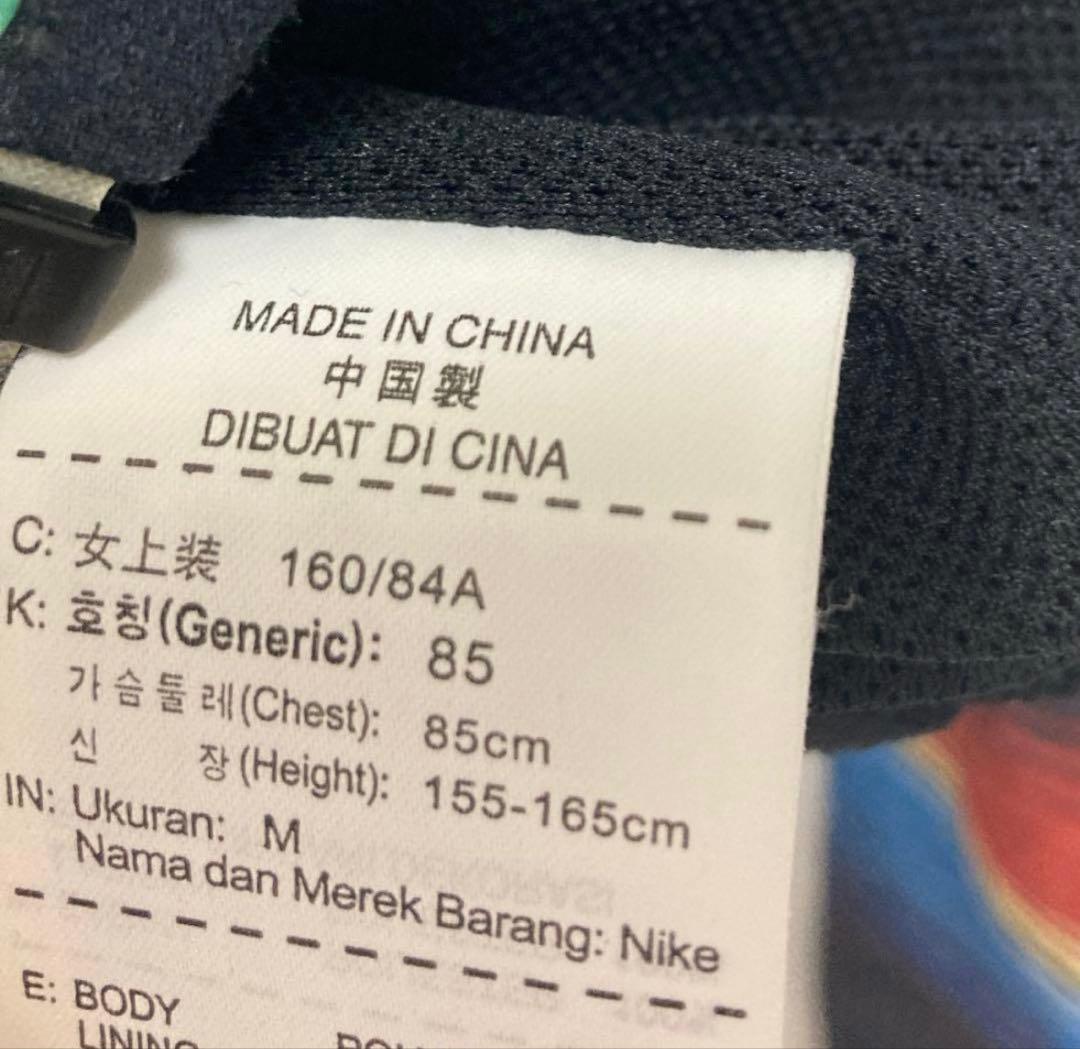 MADE IN CHINA
中国製
DIBUAT DI CINA
C: 女上装 160/84A
K: 호칭(Generic): 85
가슴둘레(Chest): 85cm
신 장(Height): 155-165cm
IN: Ukuran: M
Nama dan Merek Barang: Nike
E: BODY
LINING